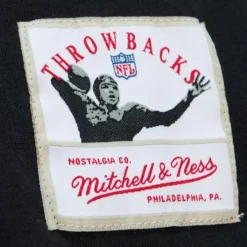 THROWBACKS
NFL
NOSTALGIA CO.
Mitchell & Ness
PHILADELPHIA, PA.